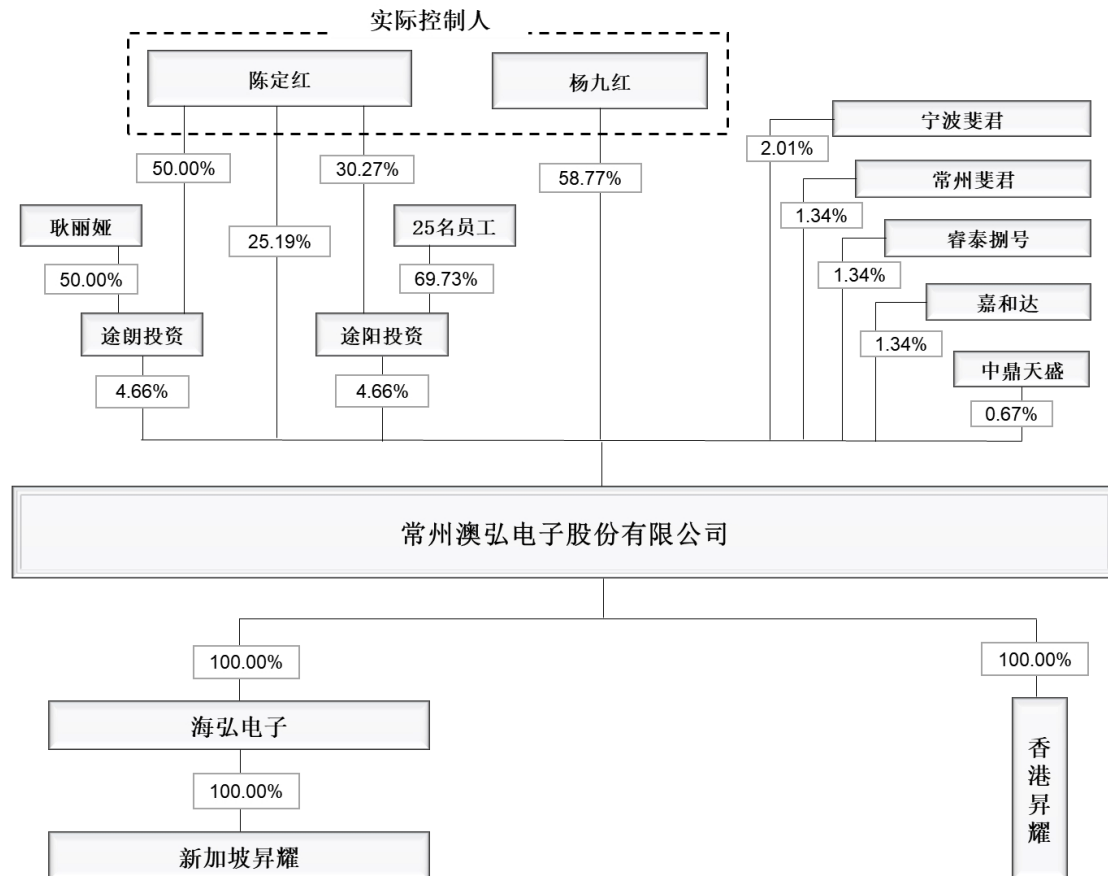 实际控制人
陈定红
杨九红
宁波斐君
2.01%
50.00%
30.27%
58.77%
常州斐君
1.34%
耿丽娅
25名员工
25.19%
睿泰捌号
50.00%
69.73%
1.34%
嘉和达
途朗投资
途阳投资
1.34%
中鼎天盛
4.66%
4.66%
0.67%
常州澳弘电子股份有限公司
100.00%
100.00%
海弘电子
香港昇耀
100.00%
新加坡昇耀